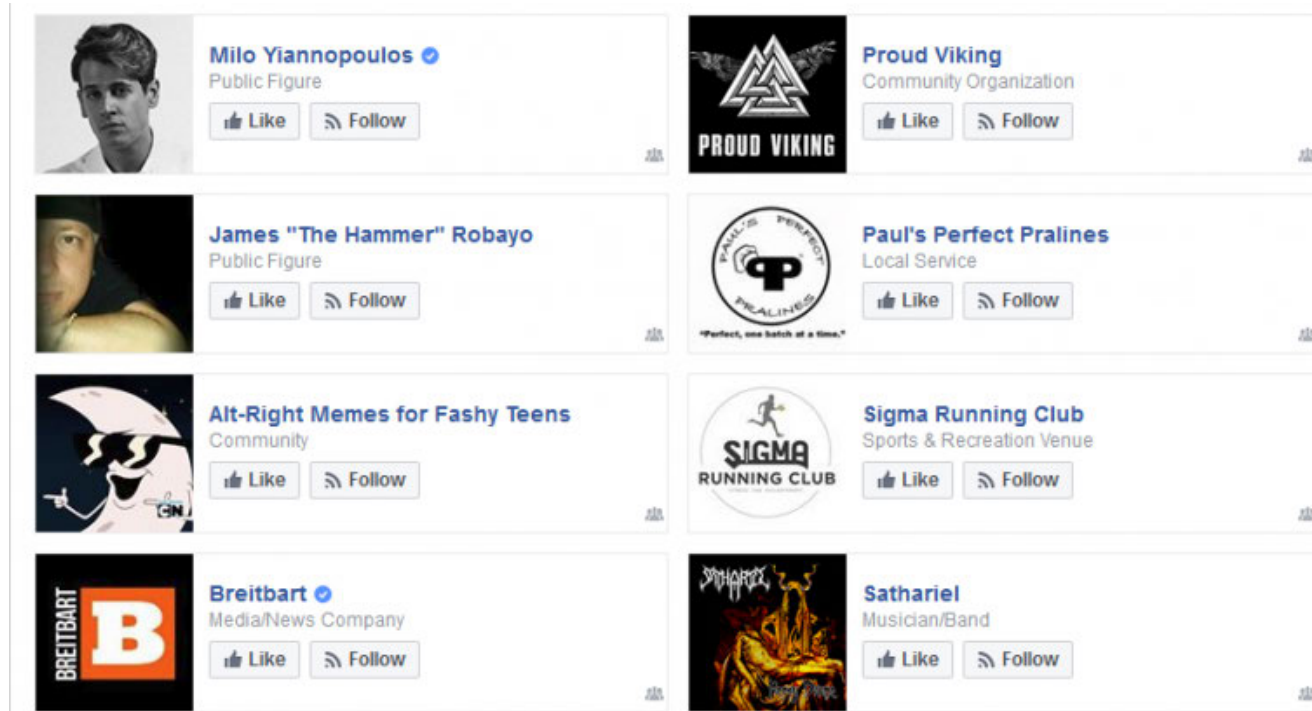 Milo Yiannopoulos
Public Figure
Like Follow
PROUD VIKING
Proud Viking
Community Organization
Like Follow
James "The Hammer" Robayo
Public Figure
Like Follow
PAUL'S PERFECT
PRALINES
"Perfect, one batch at a time."
Paul's Perfect Pralines
Local Service
Like Follow
CN
Alt-Right Memes for Fashy Teens
Community
Like Follow
SIGMA
RUNNING CLUB
Sigma Running Club
Sports & Recreation Venue
Like Follow
BREITBART
B
Breitbart
Media/News Company
Like Follow
Sathariel
Musician/Band
Like Follow